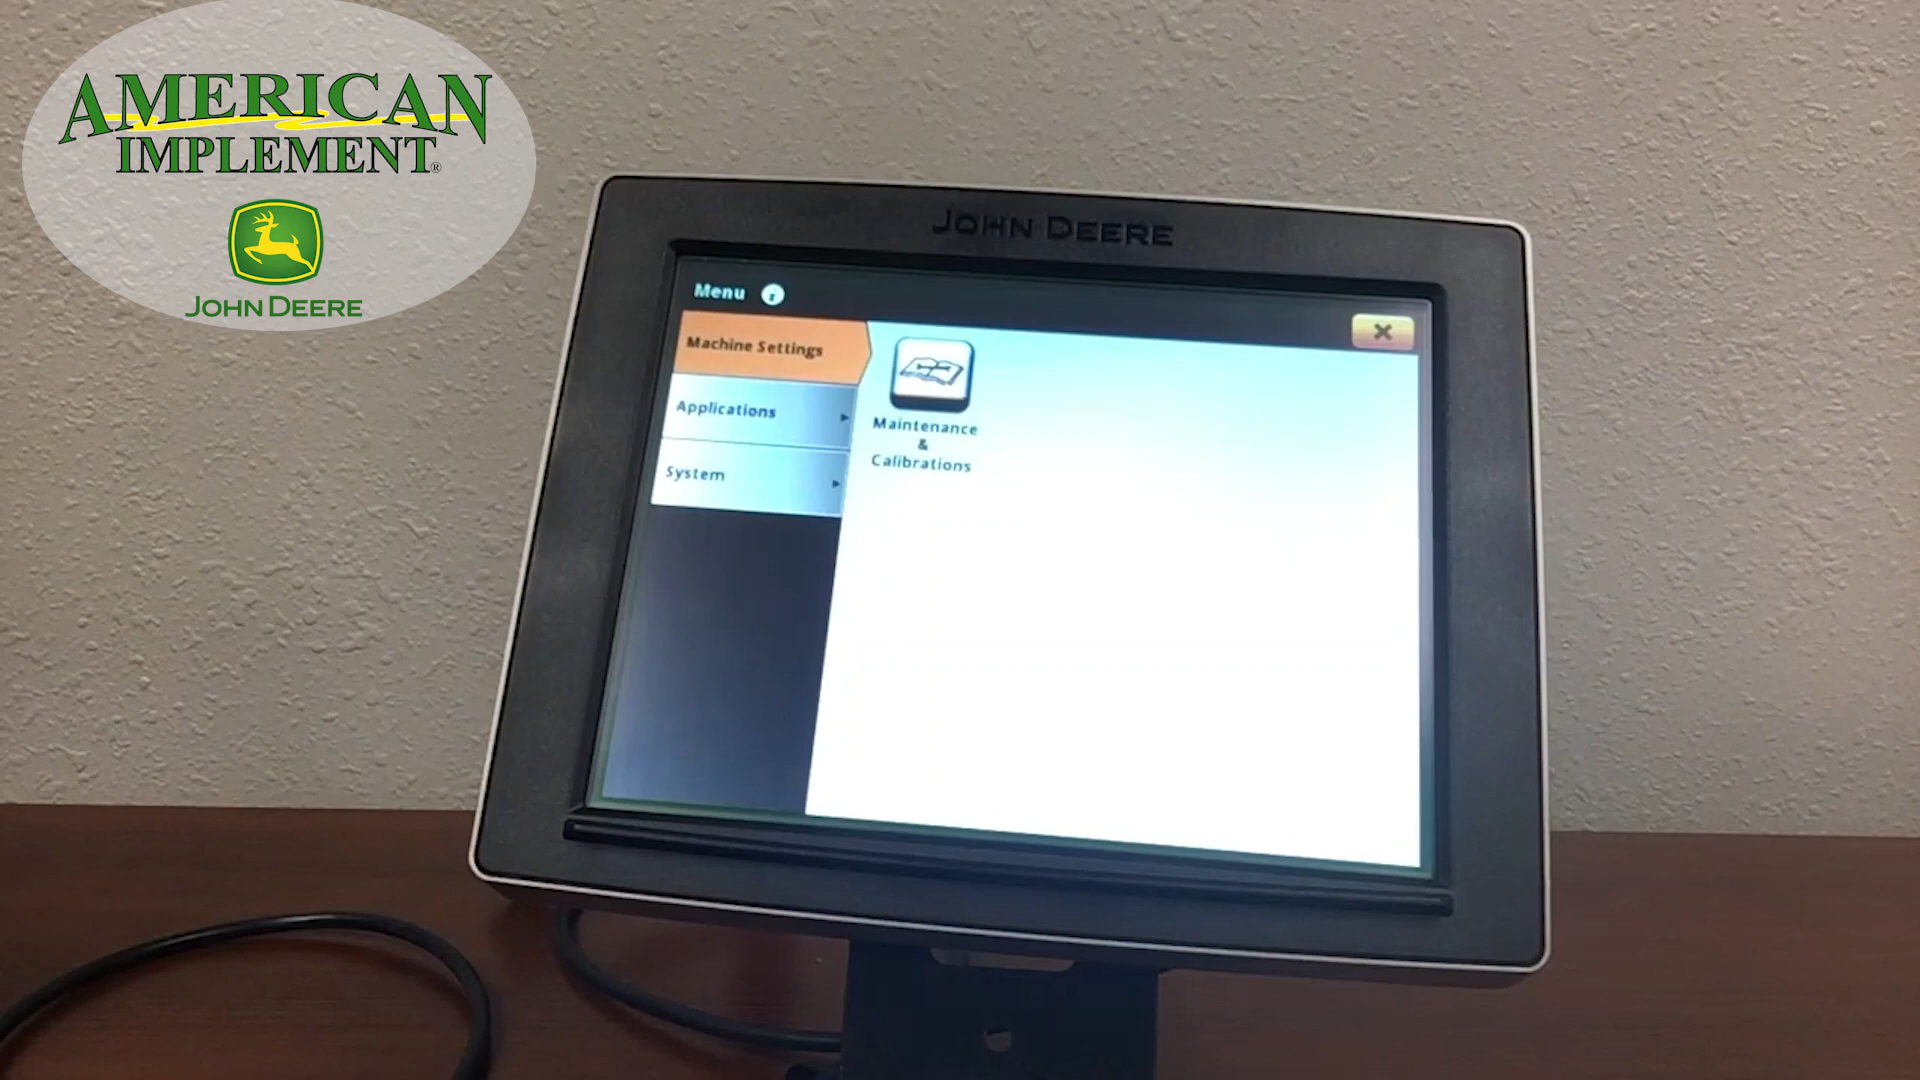 AMERICAN
IMPLEMENT®
JOHN DEERE
JOHN DEERE
Menu i
Machine Settings
Applications
System
Maintenance
&
Calibrations